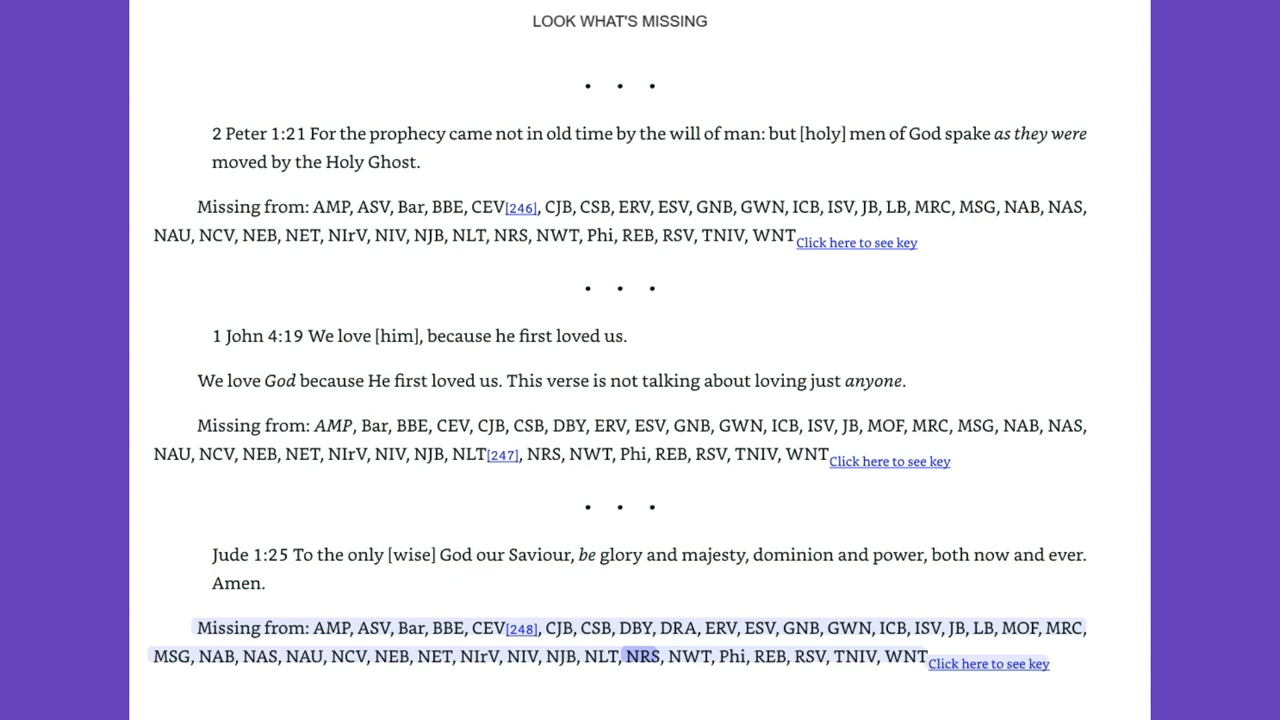 LOOK WHAT'S MISSING
• • •
2 Peter 1:21 For the prophecy came not in old time by the will of man: but [holy] men of God spake as they were
moved by the Holy Ghost.
Missing from: AMP, ASV, Bar, BBE, CEV[246], CJB, CSB, ERV, ESV, GNB, GWN, ICB, ISV, JB, LB, MRC, MSG, NAB, NAS,
NAU, NCV, NEB, NET, NIrV, NIV, NJB, NLT, NRS, NWT, Phi, REB, RSV, TNIV, WNT Click here to see key
• • •
1 John 4:19 We love [him], because he first loved us.
We love God because He first loved us. This verse is not talking about loving just anyone.
Missing from: AMP, Bar, BBE, CEV, CJB, CSB, DBY, ERV, ESV, GNB, GWN, ICB, ISV, JB, MOF, MRC, MSG, NAB, NAS,
NAU, NCV, NEB, NET, NIrV, NIV, NJB, NLT[247], NRS, NWT, Phi, REB, RSV, TNIV, WNT Click here to see key
• • •
Jude 1:25 To the only [wise] God our Saviour, be glory and majesty, dominion and power, both now and ever.
Amen.
Missing from: AMP, ASV, Bar, BBE, CEV[248], CJB, CSB, DBY, DRA, ERV, ESV, GNB, GWN, ICB, ISV, JB, LB, MOF, MRC,
MSG, NAB, NAS, NAU, NCV, NEB, NET, NIrV, NIV, NJB, NLT, NRS, NWT, Phi, REB, RSV, TNIV, WNT Click here to see key